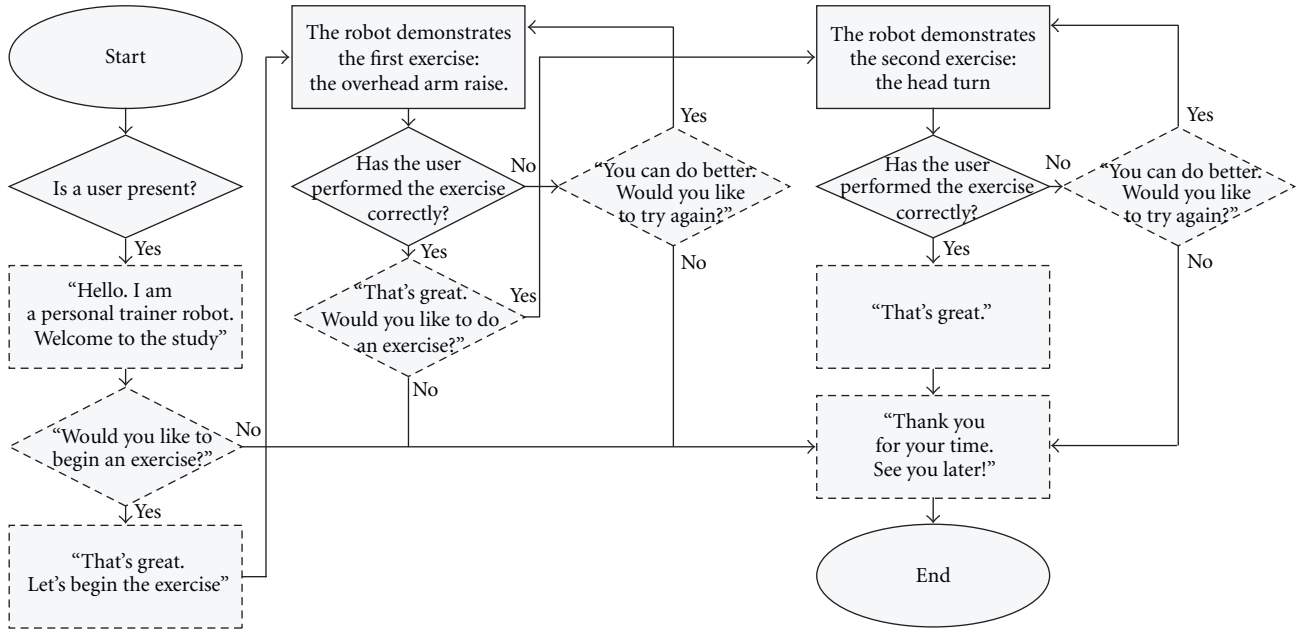 Start
Is a user present?
Yes
“Hello. I am
a personal trainer robot.
Welcome to the study”
“Would you like to
begin an exercise?”
No
Yes
“That’s great.
Let’s begin the exercise”
The robot demonstrates
the first exercise:
the overhead arm raise.
Has the user
performed the exercise
correctly?
No
Yes
“That’s great.
Would you like to do
an exercise?”
Yes
No
Yes
“You can do better.
Would you like
to try again?”
No
The robot demonstrates
the second exercise:
the head turn
Has the user
performed the exercise
correctly?
No
Yes
“That’s great.”
“Thank you
for your time.
See you later!”
End
Yes
“You can do better.
Would you like
to try again?”
No